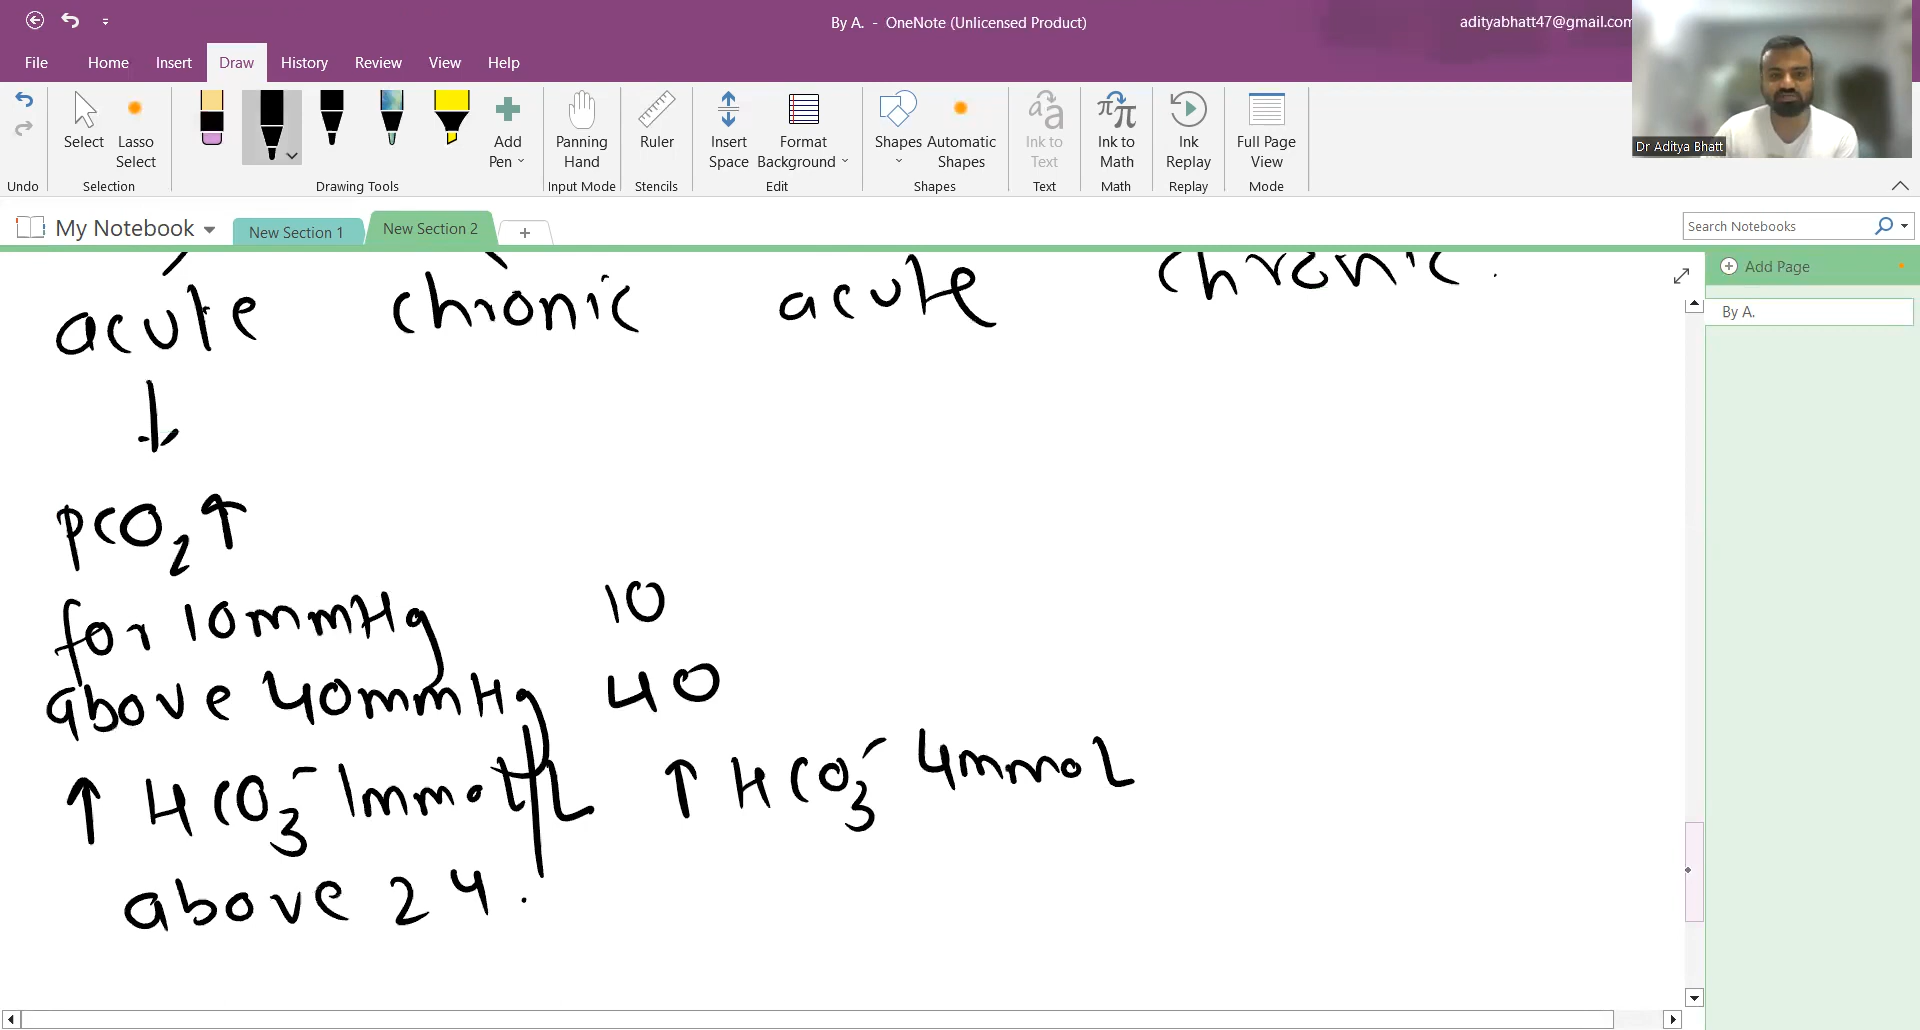 By A. - OneNote (Unlicensed Product)
adityabhatt47@gmail.com
File Home Insert Draw History Review View Help
Select
Lasso Select
Add Pen
Panning Hand
Ruler
Insert Space
Format Background
Shapes
Automatic Shapes
Ink to Text
Ink to Math
Ink Replay
Full Page View
Undo Selection Drawing Tools Input Mode Stencils Edit Shapes Text Math Replay Mode
Dr Aditya Bhatt
My Notebook New Section 1 New Section 2
Search Notebooks
Add Page
By A.
acute chronic acute chronic.
↓
pCO₂ ↑
for 10mmHg 10
above 40mmHg 40
↑ HCO₃⁻ 1mmol/L ↑ HCO₃⁻ 4mmol
above 24.